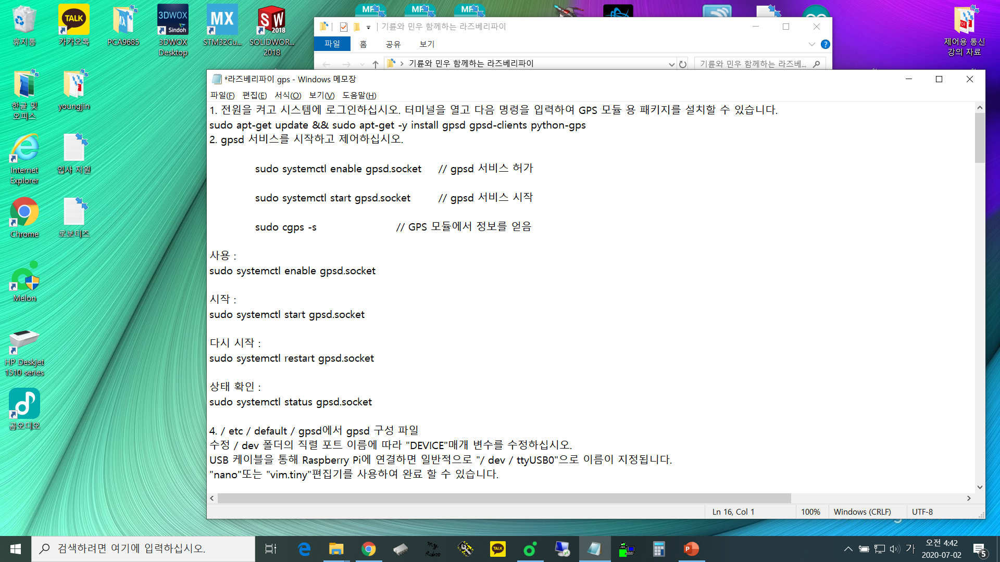 휴지통
카카오톡
PCA9685
3DWOX Desktop
STM32Cu...
SOLIDWOR... 2018
TALK
3DWOX
Sindoh
MX
SW
2018
제어용 통신 강의 자료
한글 및 오피스
youngjin
Internet Explorer
입사 지원
Chrome
로보티즈
Melon
HP Deskjet 1510 series
곰오디오
기륜와 민우 함께하는 라즈베리파이
파일 홈 공유 보기
기륜와 민우 함께하는 라즈베리파이
기륜와 민우 함께하는 라즈베...
*라즈베리파이 gps - Windows 메모장
파일(F) 편집(E) 서식(O) 보기(V) 도움말(H)
1. 전원을 켜고 시스템에 로그인하십시오. 터미널을 열고 다음 명령을 입력하여 GPS 모듈 용 패키지를 설치할 수 있습니다.
sudo apt-get update && sudo apt-get -y install gpsd gpsd-clients python-gps
2. gpsd 서비스를 시작하고 제어하십시오.
sudo systemctl enable gpsd.socket // gpsd 서비스 허가
sudo systemctl start gpsd.socket // gpsd 서비스 시작
sudo cgps -s // GPS 모듈에서 정보를 얻음
사용 :
sudo systemctl enable gpsd.socket
시작 :
sudo systemctl start gpsd.socket
다시 시작 :
sudo systemctl restart gpsd.socket
상태 확인 :
sudo systemctl status gpsd.socket
4. / etc / default / gpsd에서 gpsd 구성 파일
수정 / dev 폴더의 직렬 포트 이름에 따라 "DEVICE"매개 변수를 수정하십시오.
USB 케이블을 통해 Raspberry Pi에 연결하면 일반적으로 "/ dev / ttyUSB0"으로 이름이 지정됩니다.
"nano"또는 "vim.tiny"편집기를 사용하여 완료 할 수 있습니다.
Ln 16, Col 1 100% Windows (CRLF) UTF-8
검색하려면 여기에 입력하십시오.
My Robot
TALK
가
오전 4:42
2020-07-02
5